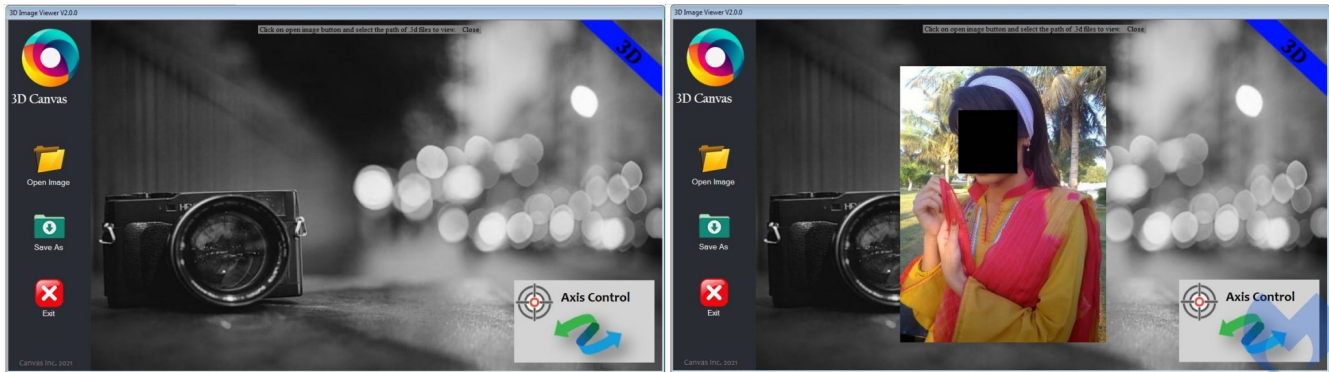 3D Image Viewer V2.0.0
Click on open image button and select the path of .3d files to view. Close
3D
3D Canvas
Open Image
Save As
Exit
Axis Control
Canvas Inc. 2021
3D Image Viewer V2.0.0
Click on open image button and select the path of .3d files to view. Close
3D
3D Canvas
Open Image
Save As
Exit
Axis Control
Canvas Inc. 2021